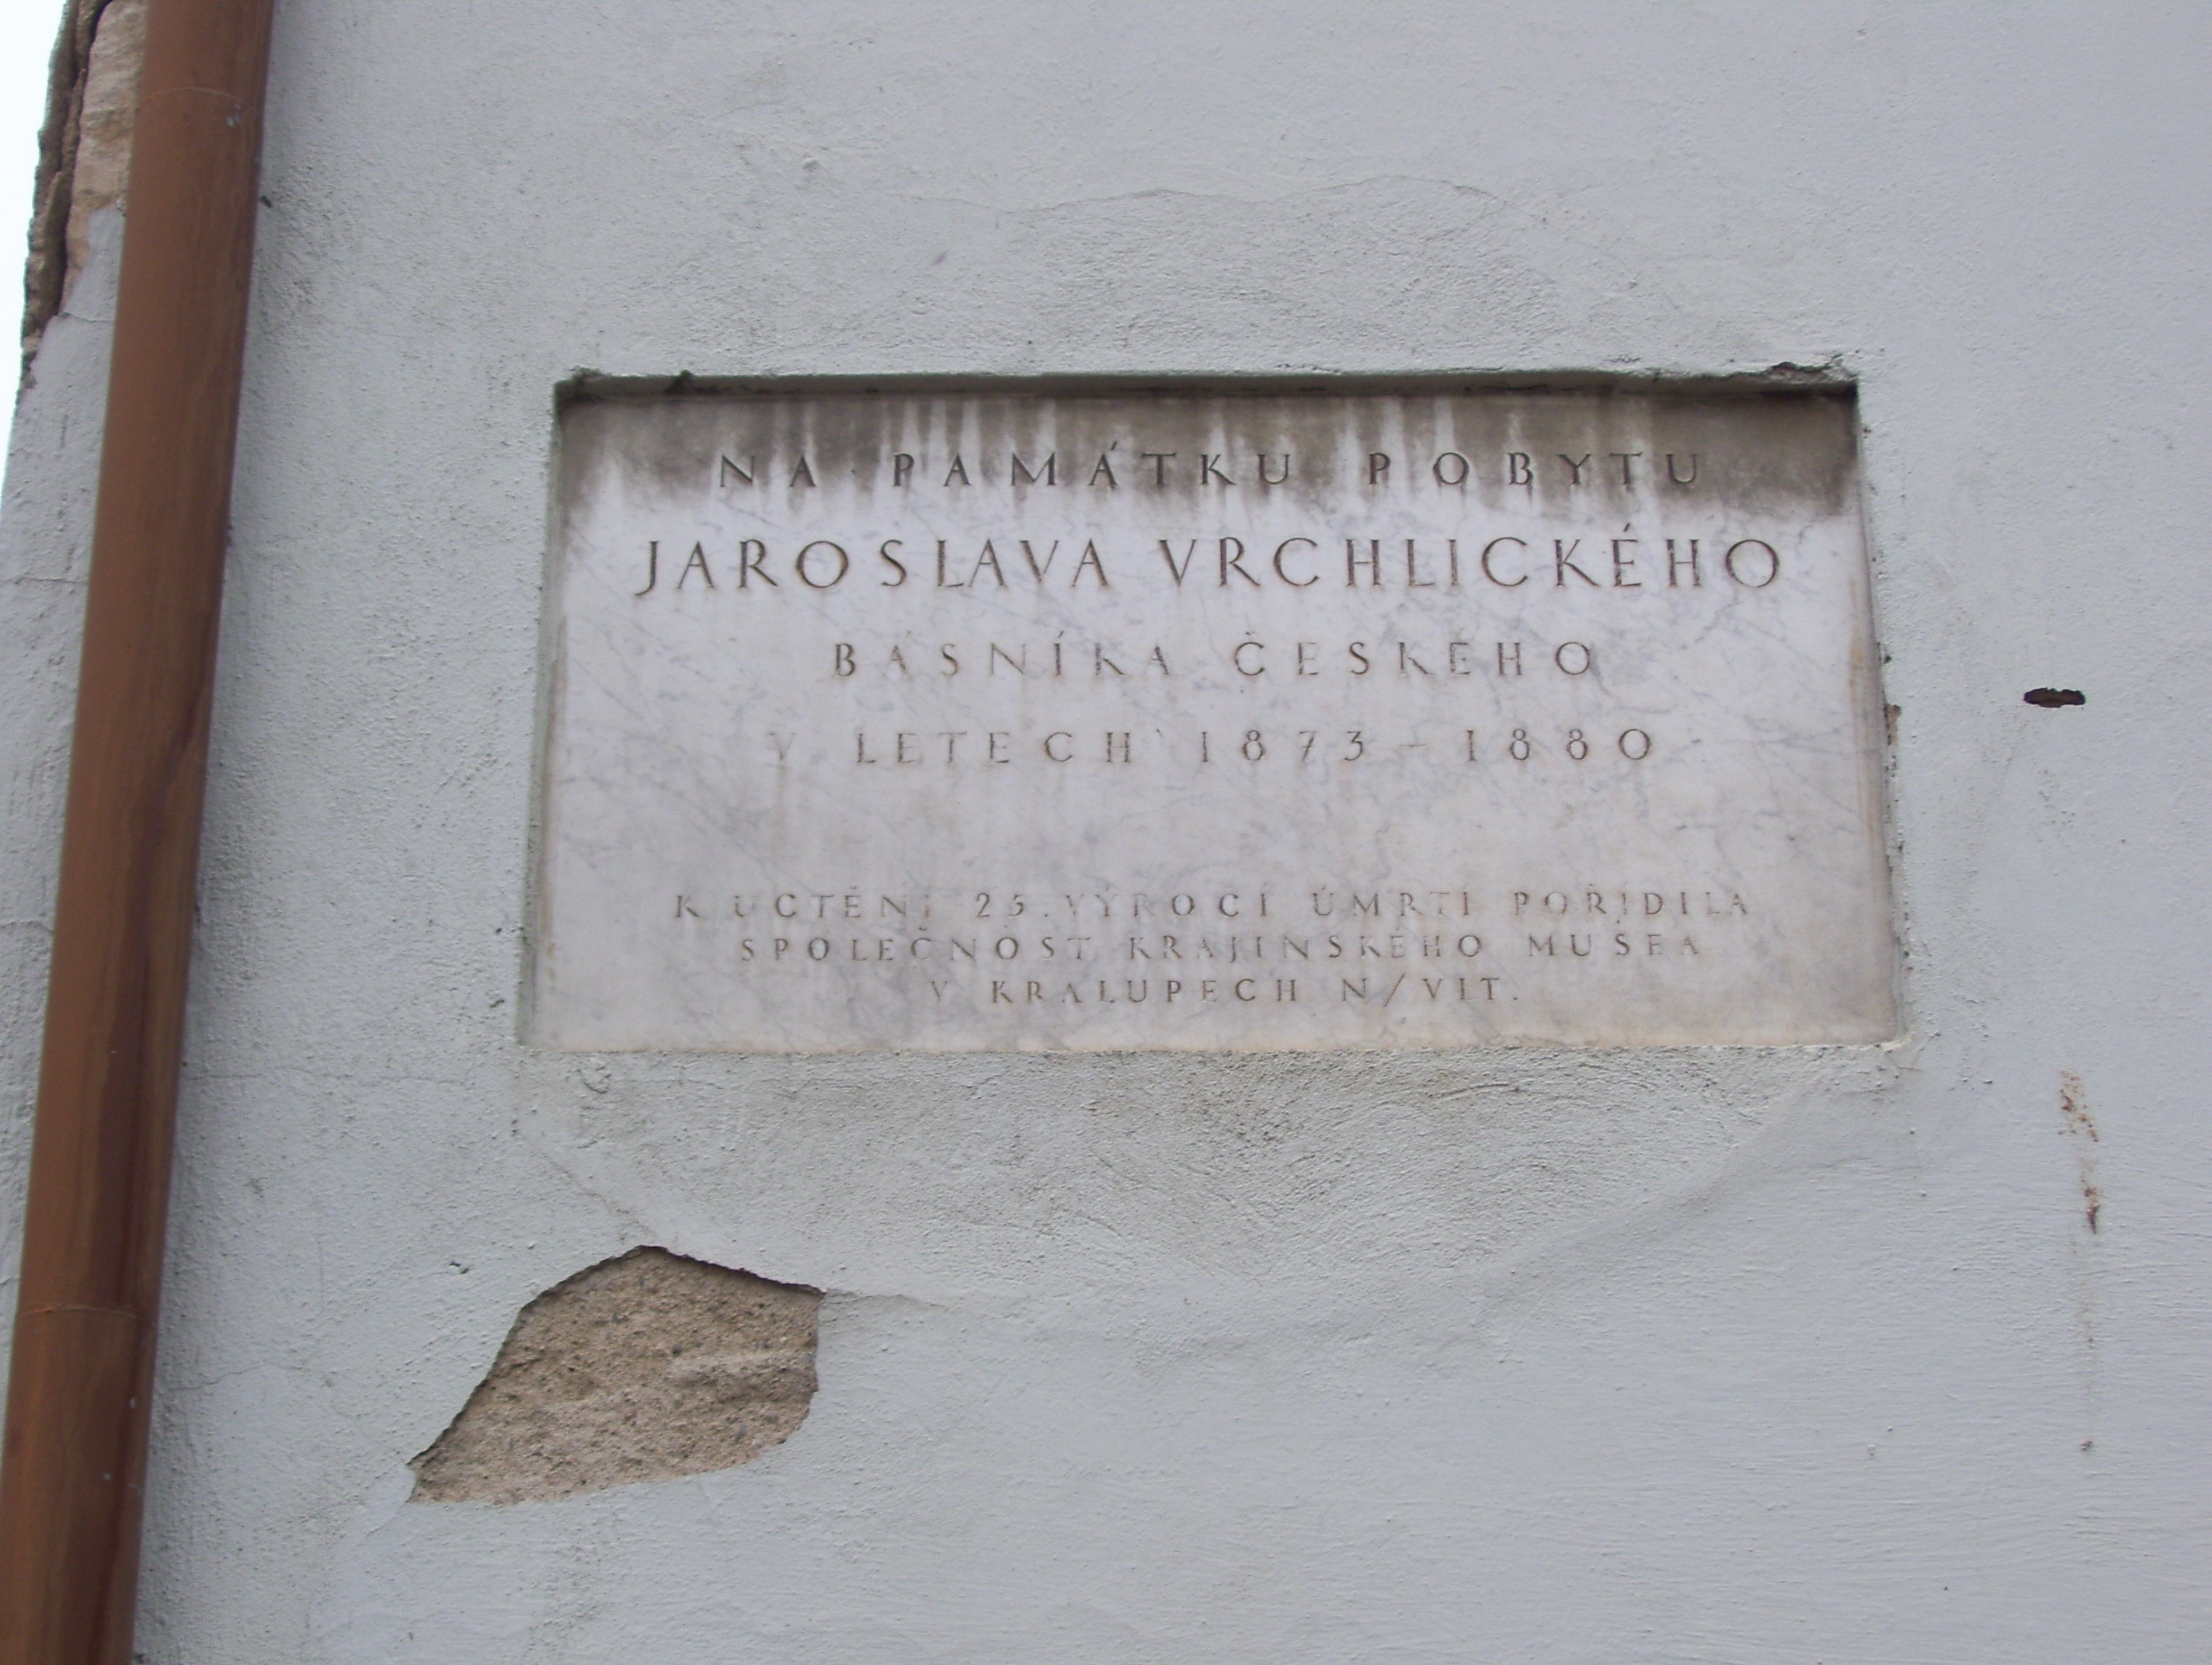 NA PAMÁTKU POBYTU
JAROSLAVA VRCHLICKÉHO
BÁSNÍKA ČESKÉHO
V LETECH 1873 - 1880
K UCTĚNÍ 25. VÝROČÍ ÚMRTÍ POŘÍDILA
SPOLEČNOST KRAJINSKÉHO MUSEA
V KRALUPECH N/VLT.